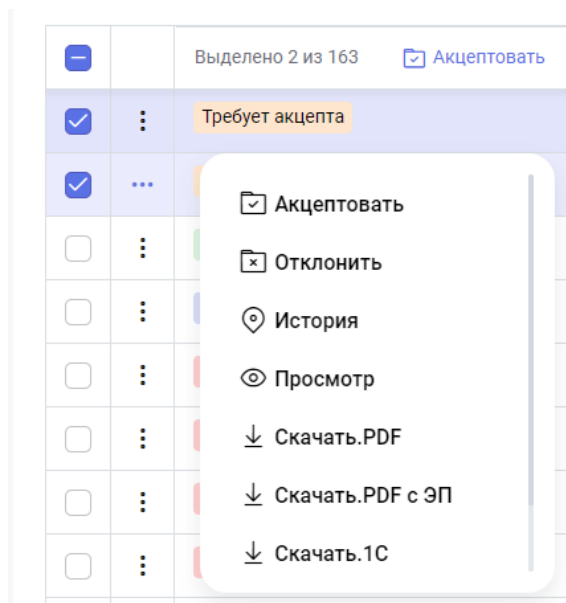 Выделено 2 из 163 Акцептовать
Требует акцепта
Акцептовать
Отклонить
История
Просмотр
Скачать.PDF
Скачать.PDF с ЭП
Скачать.1С